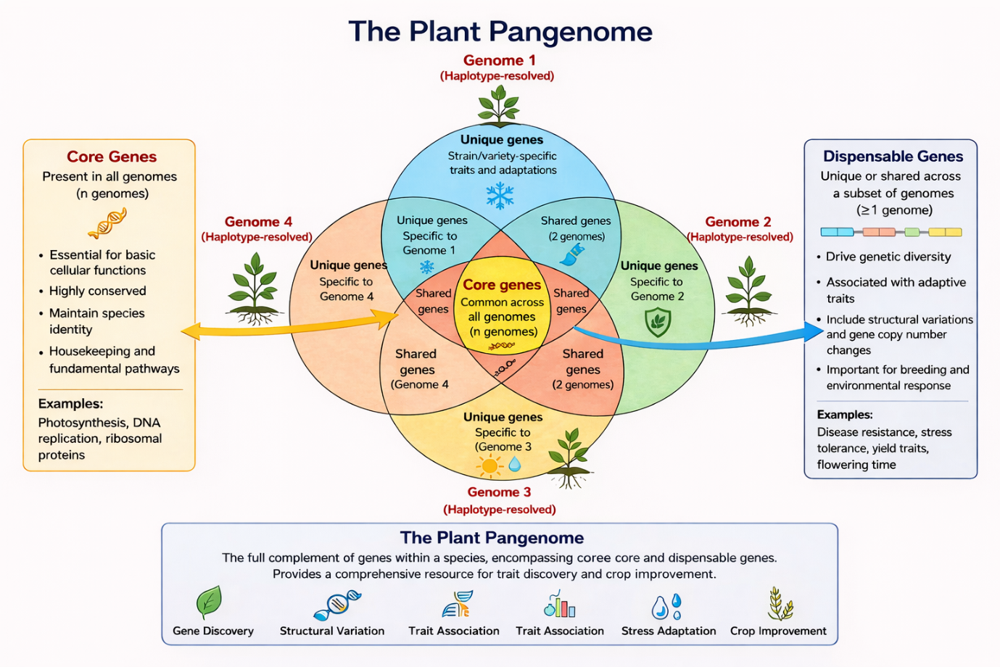 The Plant Pangenome
Genome 1
(Haplotype-resolved)
Core Genes
Present in all genomes
(n genomes)
• Essential for basic
cellular functions
• Highly conserved
• Maintain species
identity
• Housekeeping and
fundamental pathways
Examples:
Photosynthesis, DNA
replication, ribosomal
proteins
Genome 4
(Haplotype-resolved)
Unique genes
Strain/variety-specific
traits and adaptations
Unique genes
Specific to
Genome 1
Shared genes
(2 genomes)
Unique genes
Specific to
Genome 4
Shared
genes
Core genes
Common across
all genomes
(n genomes)
Shared
genes
Unique genes
Specific to
Genome 2
Shared
genes
(Genome 4
Shared
genes
(2 genomes)
Unique genes
Specific to
(Genome 3
Genome 2
(Haplotype-resolved)
Genome 3
(Haplotype-resolved)
Dispensable Genes
Unique or shared across
a subset of genomes
(≥1 genome)
• Drive genetic diversity
• Associated with adaptive
traits
• Include structural variations
and gene copy number
changes
• Important for breeding and
environmental response
Examples:
Disease resistance, stress
tolerance, yield traits,
flowering time
The Plant Pangenome
The full complement of genes within a species, encompassing coree core and dispensable genes.
Provides a comprehensive resource for trait discovery and crop improvement.
Gene Discovery
Structural Variation
Trait Association
Trait Association
Stress Adaptation
Crop Improvement